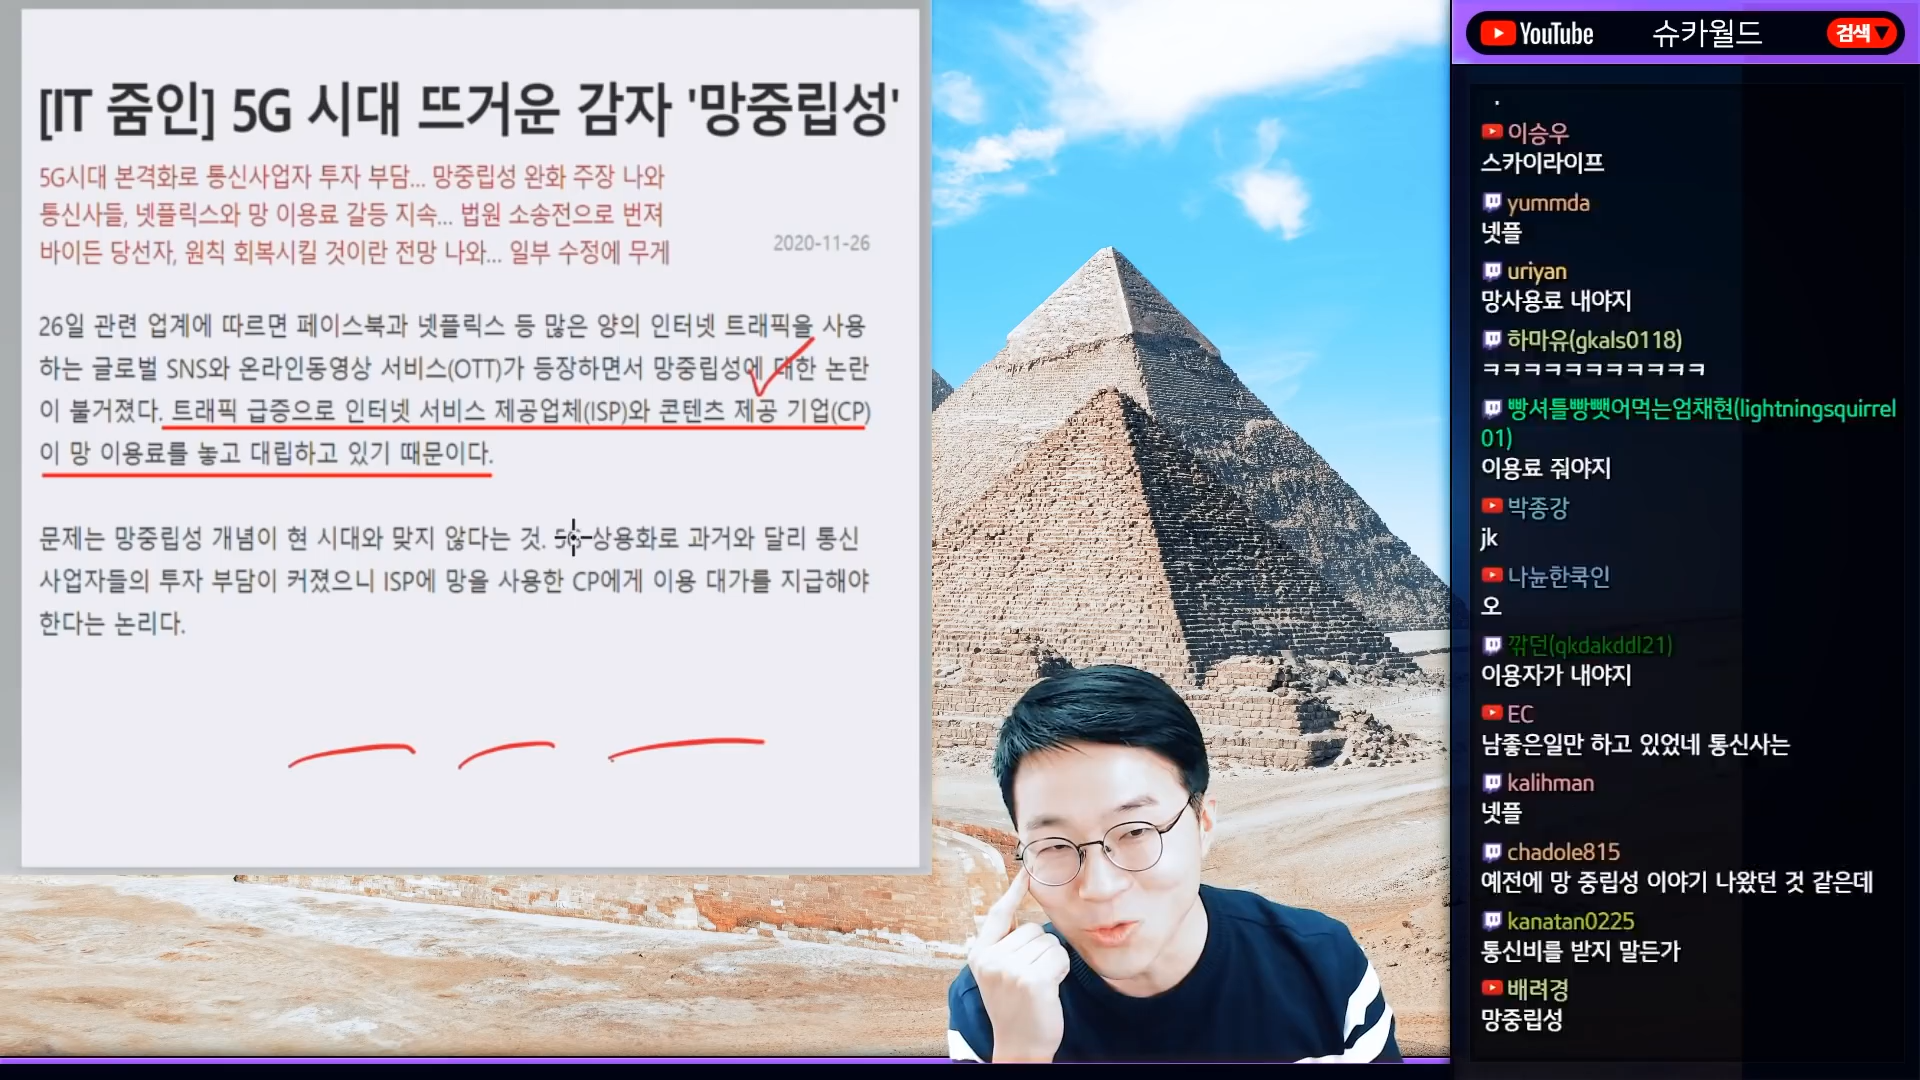 [IT 줌인] 5G 시대 뜨거운 감자 '망중립성'
5G시대 본격화로 통신사업자 투자 부담... 망중립성 완화 주장 나와
통신사들, 넷플릭스와 망 이용료 갈등 지속... 법원 소송전으로 번져
바이든 당선자, 원칙 회복시킬 것이란 전망 나와... 일부 수정에 무게
2020-11-26
26일 관련 업계에 따르면 페이스북과 넷플릭스 등 많은 양의 인터넷 트래픽을 사용
하는 글로벌 SNS와 온라인동영상 서비스(OTT)가 등장하면서 망중립성에 대한 논란
이 불거졌다. 트래픽 급증으로 인터넷 서비스 제공업체(ISP)와 콘텐츠 제공 기업(CP)
이 망 이용료를 놓고 대립하고 있기 때문이다.
문제는 망중립성 개념이 현 시대와 맞지 않다는 것. 5G 상용화로 과거와 달리 통신
사업자들의 투자 부담이 커졌으니 ISP에 망을 사용한 CP에게 이용 대가를 지급해야
한다는 논리다.
YouTube 슈카월드 검색
이승우
스카이라이프
yummda
넷플
uriyan
망사용료 내야지
하마유(gkals0118)
ㅋㅋㅋㅋㅋㅋㅋㅋㅋㅋㅋ
빵셔틀빵뺏어먹는엄채현(lightningsquirrel
01)
이용료 줘야지
박종강
jk
나뉸한쿡인
오
깎던(qkdakddl21)
이용자가 내야지
EC
남좋은일만 하고 있었네 통신사는
kalihman
넷플
chadole815
예전에 망 중립성 이야기 나왔던 것 같은데
kanatan0225
통신비를 받지 말든가
배려경
망중립성